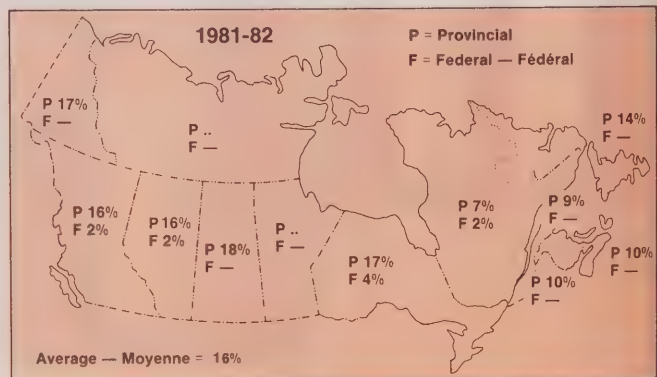 1981-82
P = Provincial
F = Federal — Fédéral
P 17%
F —
P ..
F —
P 14%
F —
P 16%
F 2%
P 16%
F 2%
P 18%
F —
P ..
F —
P 17%
F 4%
P 7%
F 2%
P 9%
F —
P 10%
F —
P 10%
F —
Average — Moyenne = 16%